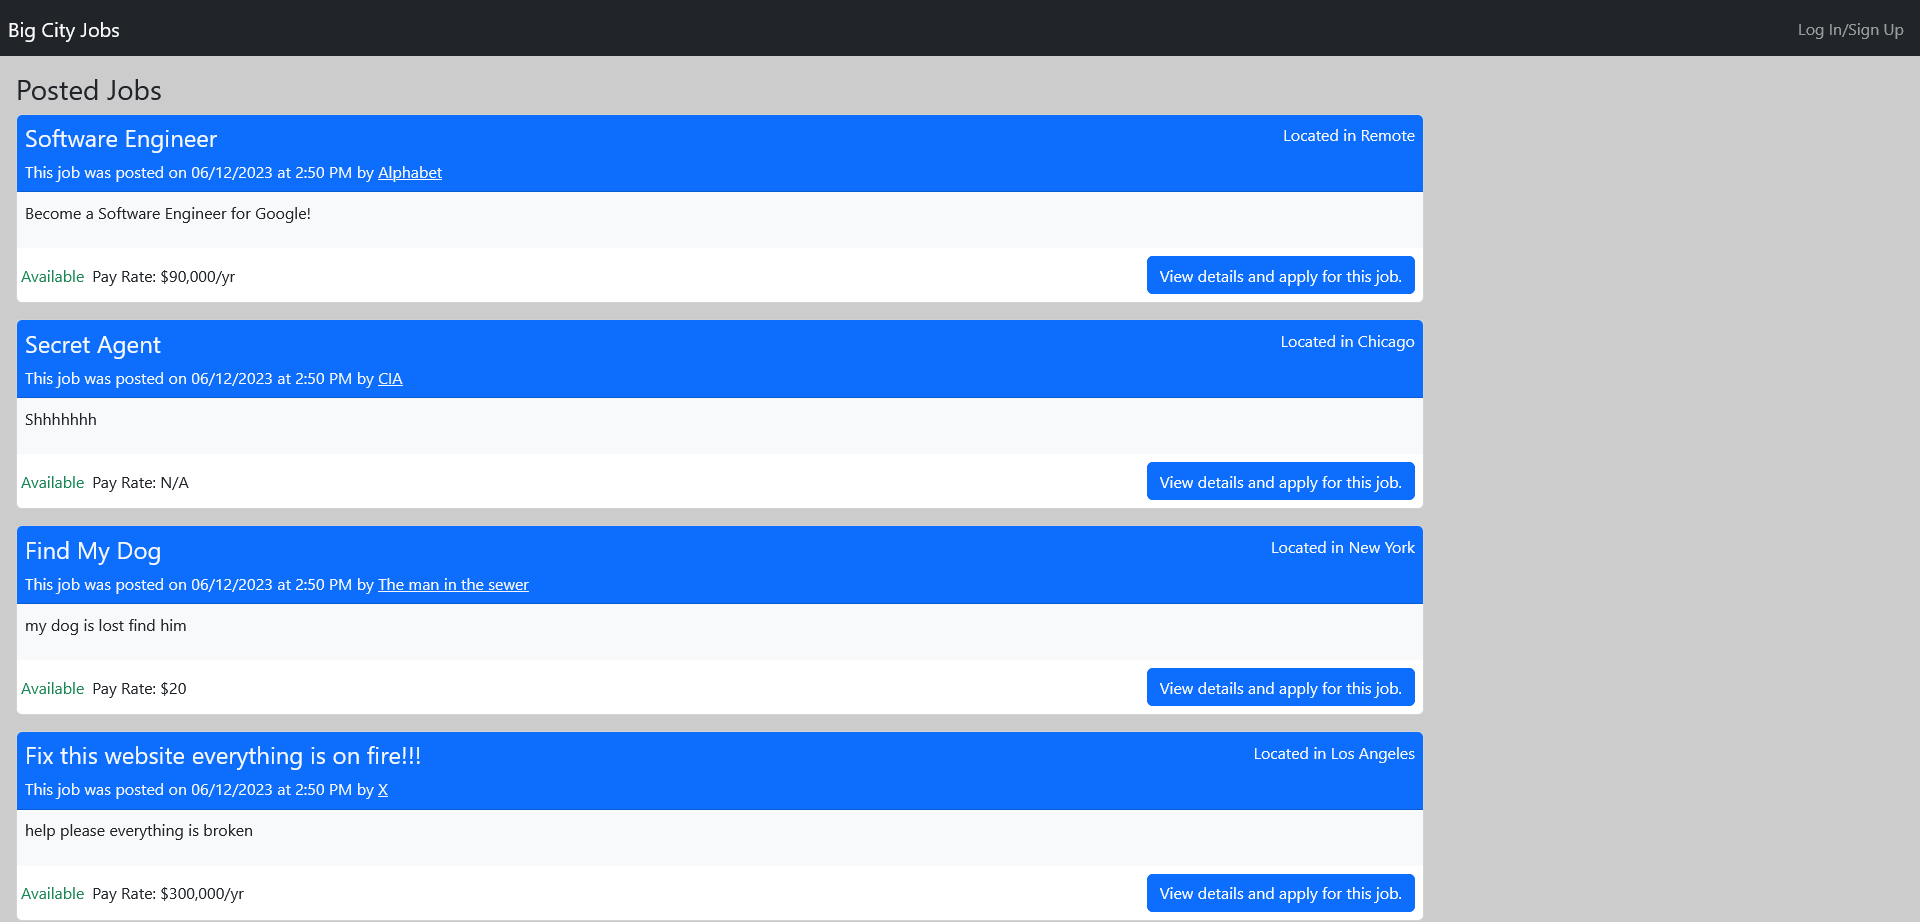 Big City Jobs
Log In/Sign Up
Posted Jobs
Software Engineer
Located in Remote
This job was posted on 06/12/2023 at 2:50 PM by Alphabet
Become a Software Engineer for Google!
Available Pay Rate: $90,000/yr
View details and apply for this job.
Secret Agent
Located in Chicago
This job was posted on 06/12/2023 at 2:50 PM by CIA
Shhhhhhh
Available Pay Rate: N/A
View details and apply for this job.
Find My Dog
Located in New York
This job was posted on 06/12/2023 at 2:50 PM by The man in the sewer
my dog is lost find him
Available Pay Rate: $20
View details and apply for this job.
Fix this website everything is on fire!!!
Located in Los Angeles
This job was posted on 06/12/2023 at 2:50 PM by X
help please everything is broken
Available Pay Rate: $300,000/yr
View details and apply for this job.